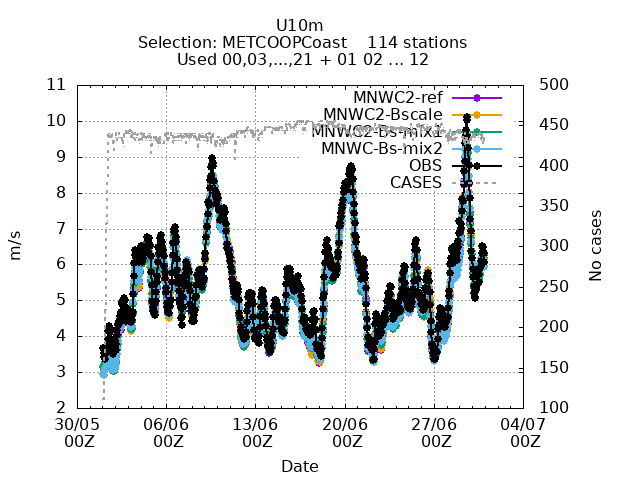 U10m
Selection: METCOOPCoast    114 stations
Used 00,03,...,21 + 01 02 ... 12
MNWC2-ref
MNWC2-Bscale
MNWC2-Bs-mix1
MNWC-Bs-mix2
OBS
CASES
11
10
9
8
7
6
5
4
3
2
m/s
500
450
400
350
300
250
200
150
100
No cases
30/05 06/06 13/06 20/06 27/06 04/07
00Z 00Z 00Z 00Z 00Z 00Z
Date